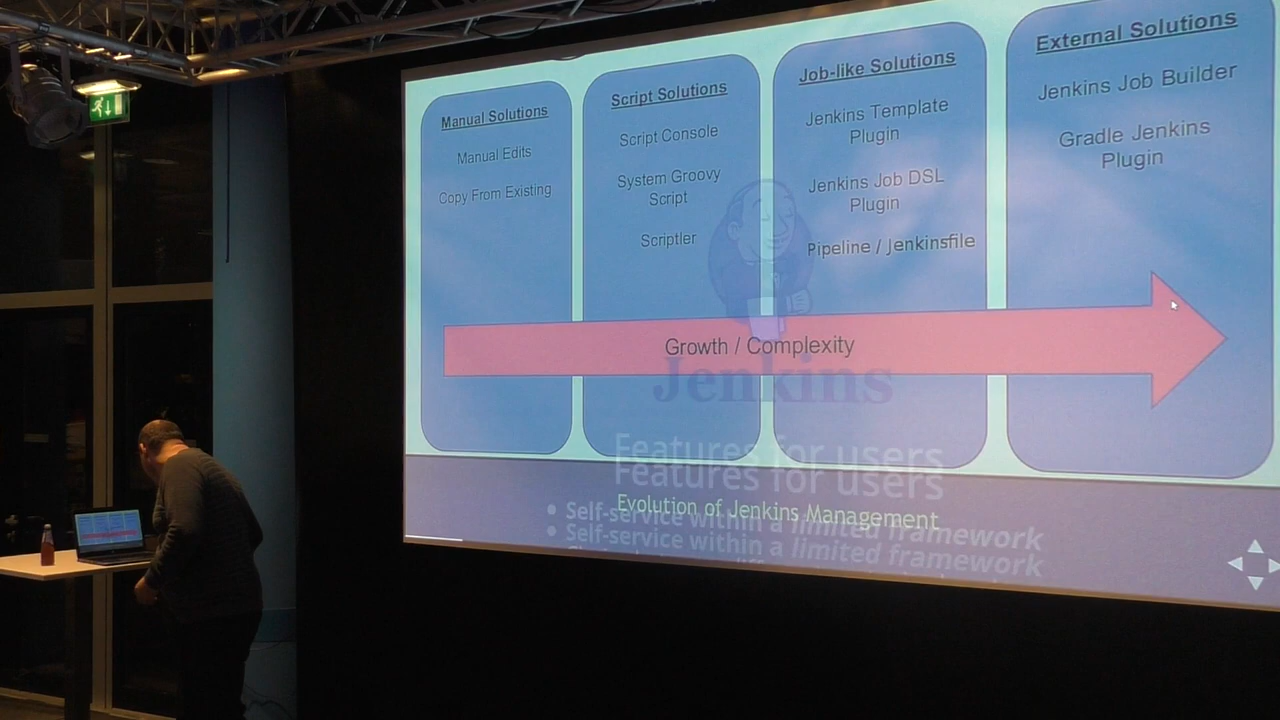 Manual Solutions
Manual Edits
Copy From Existing
Script Solutions
Script Console
System Groovy
Script
Scriptler
Job-like Solutions
Jenkins Template
Plugin
Jenkins Job DSL
Plugin
Pipeline / Jenkinsfile
External Solutions
Jenkins Job Builder
Gradle Jenkins
Plugin
Growth / Complexity
Jenkins
Features for users
Features for users
Evolution of Jenkins Management
• Self-service within a limited framework
• Self-service within a limited framework